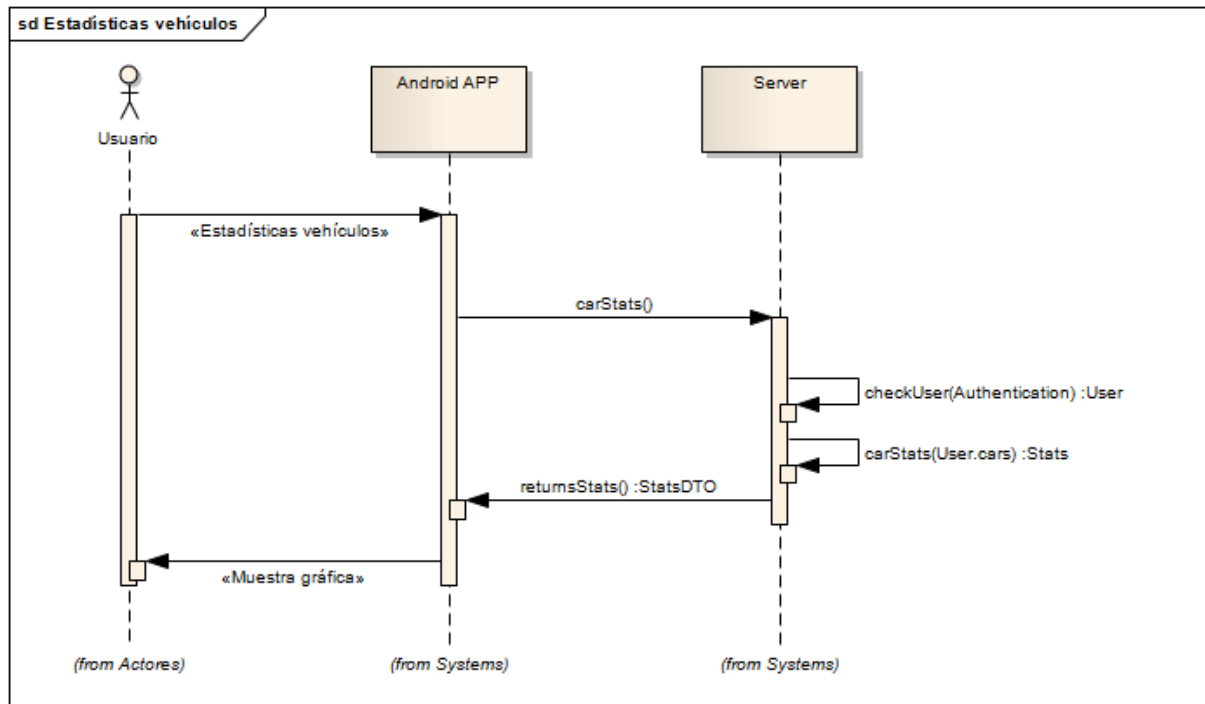 sd Estadísticas vehículos
Usuario
Android APP
Server
«Estadísticas vehículos»
carStats()
checkUser(Authentication) :User
carStats(User.cars) :Stats
returnsStats() :StatsDTO
«Muestra gráfica»
(from Actores)
(from Systems)
(from Systems)